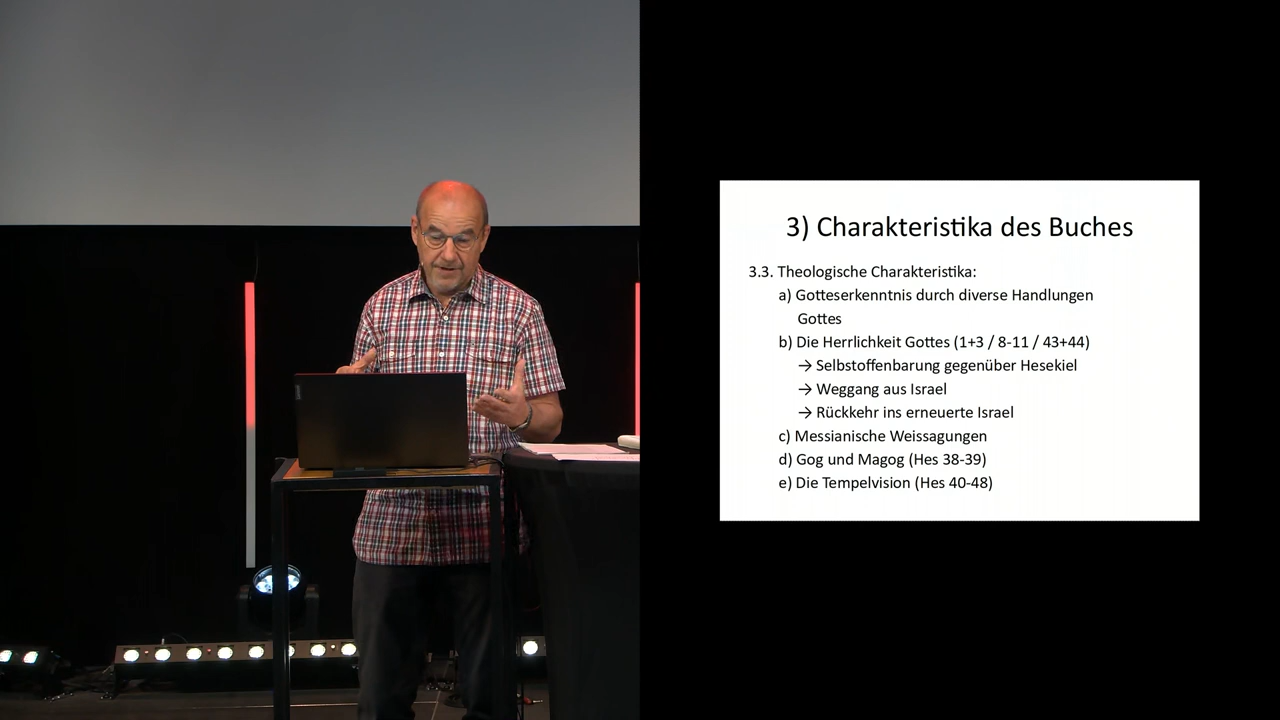 3) Charakteristika des Buches
3.3. Theologische Charakteristika:
a) Gotteserkenntnis durch diverse Handlungen
Gottes
b) Die Herrlichkeit Gottes (1+3 / 8-11 / 43+44)
→ Selbstoffenbarung gegenüber Hesekiel
→ Weggang aus Israel
→ Rückkehr ins erneuerte Israel
c) Messianische Weissagungen
d) Gog und Magog (Hes 38-39)
e) Die Tempelvision (Hes 40-48)